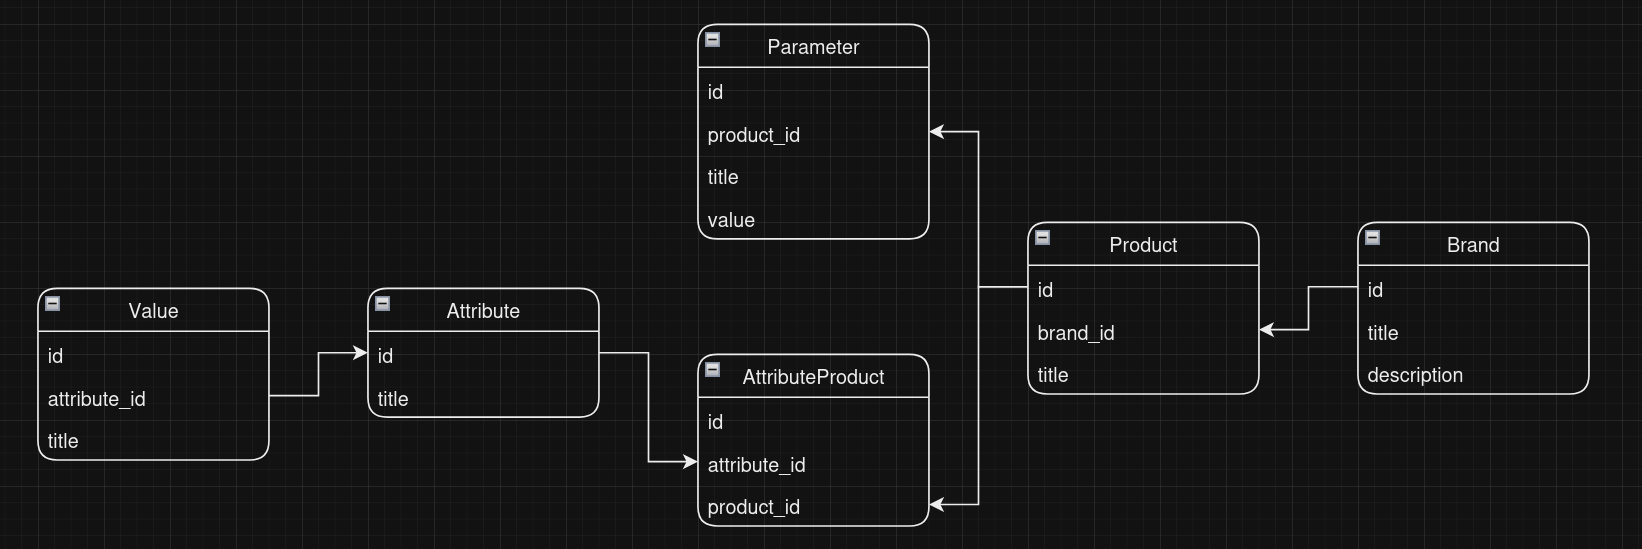 Parameter
id
product_id
title
value
Value
id
attribute_id
title
Attribute
id
title
AttributeProduct
id
attribute_id
product_id
Product
id
brand_id
title
Brand
id
title
description